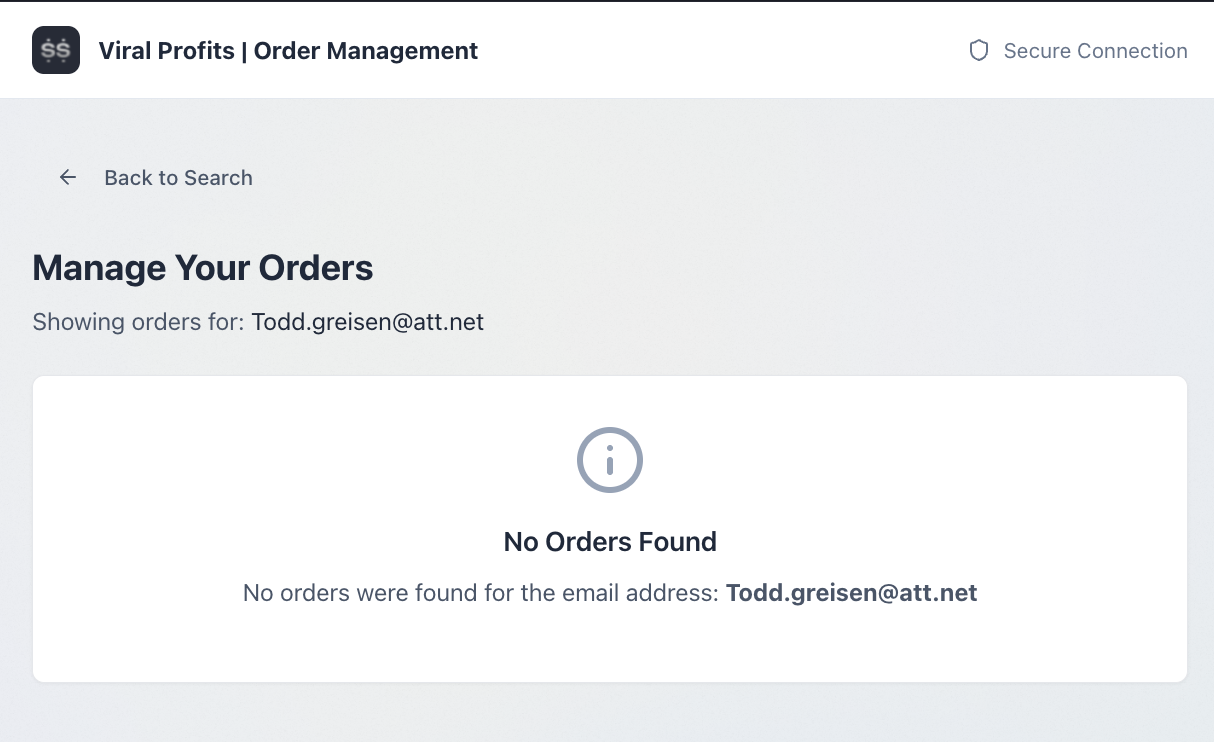 $$
Viral Profits | Order Management
Secure Connection
Back to Search
Manage Your Orders
Showing orders for: Todd.greisen@att.net
No Orders Found
No orders were found for the email address: Todd.greisen@att.net